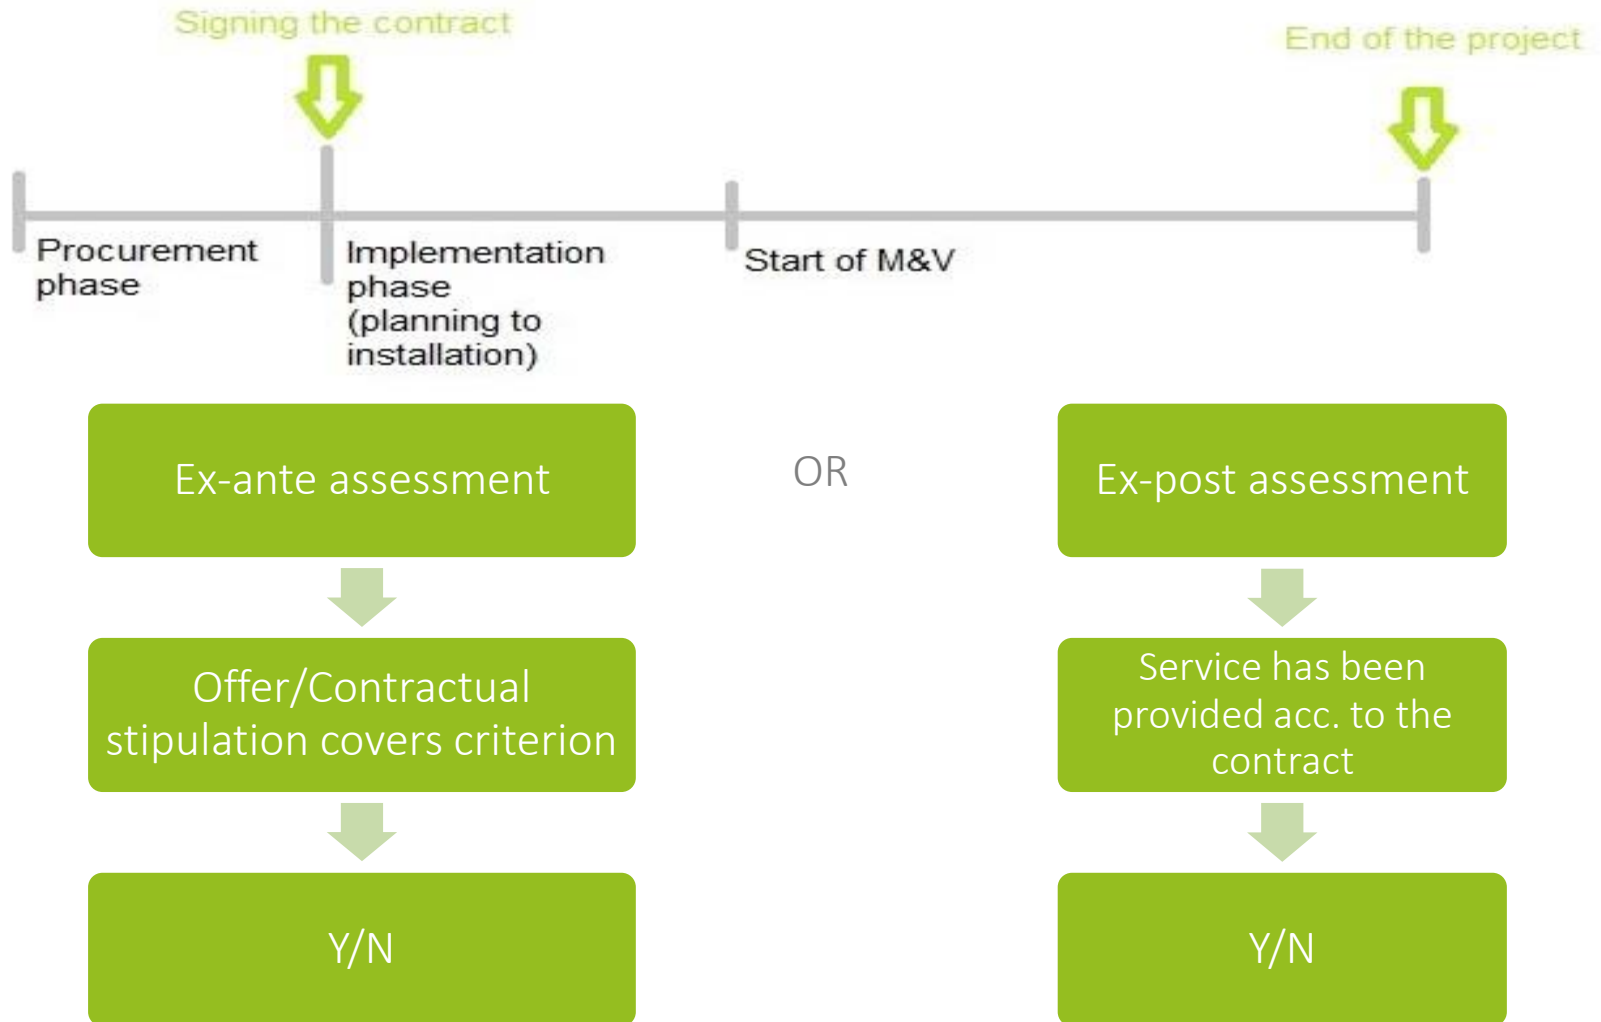 Signing the contract
End of the project
Procurement
phase
Implementation
phase
(planning to
installation)
Start of M&V
Ex-ante assessment
OR
Ex-post assessment
Offer/Contractual
stipulation covers criterion
Service has been
provided acc. to the
contract
Y/N
Y/N